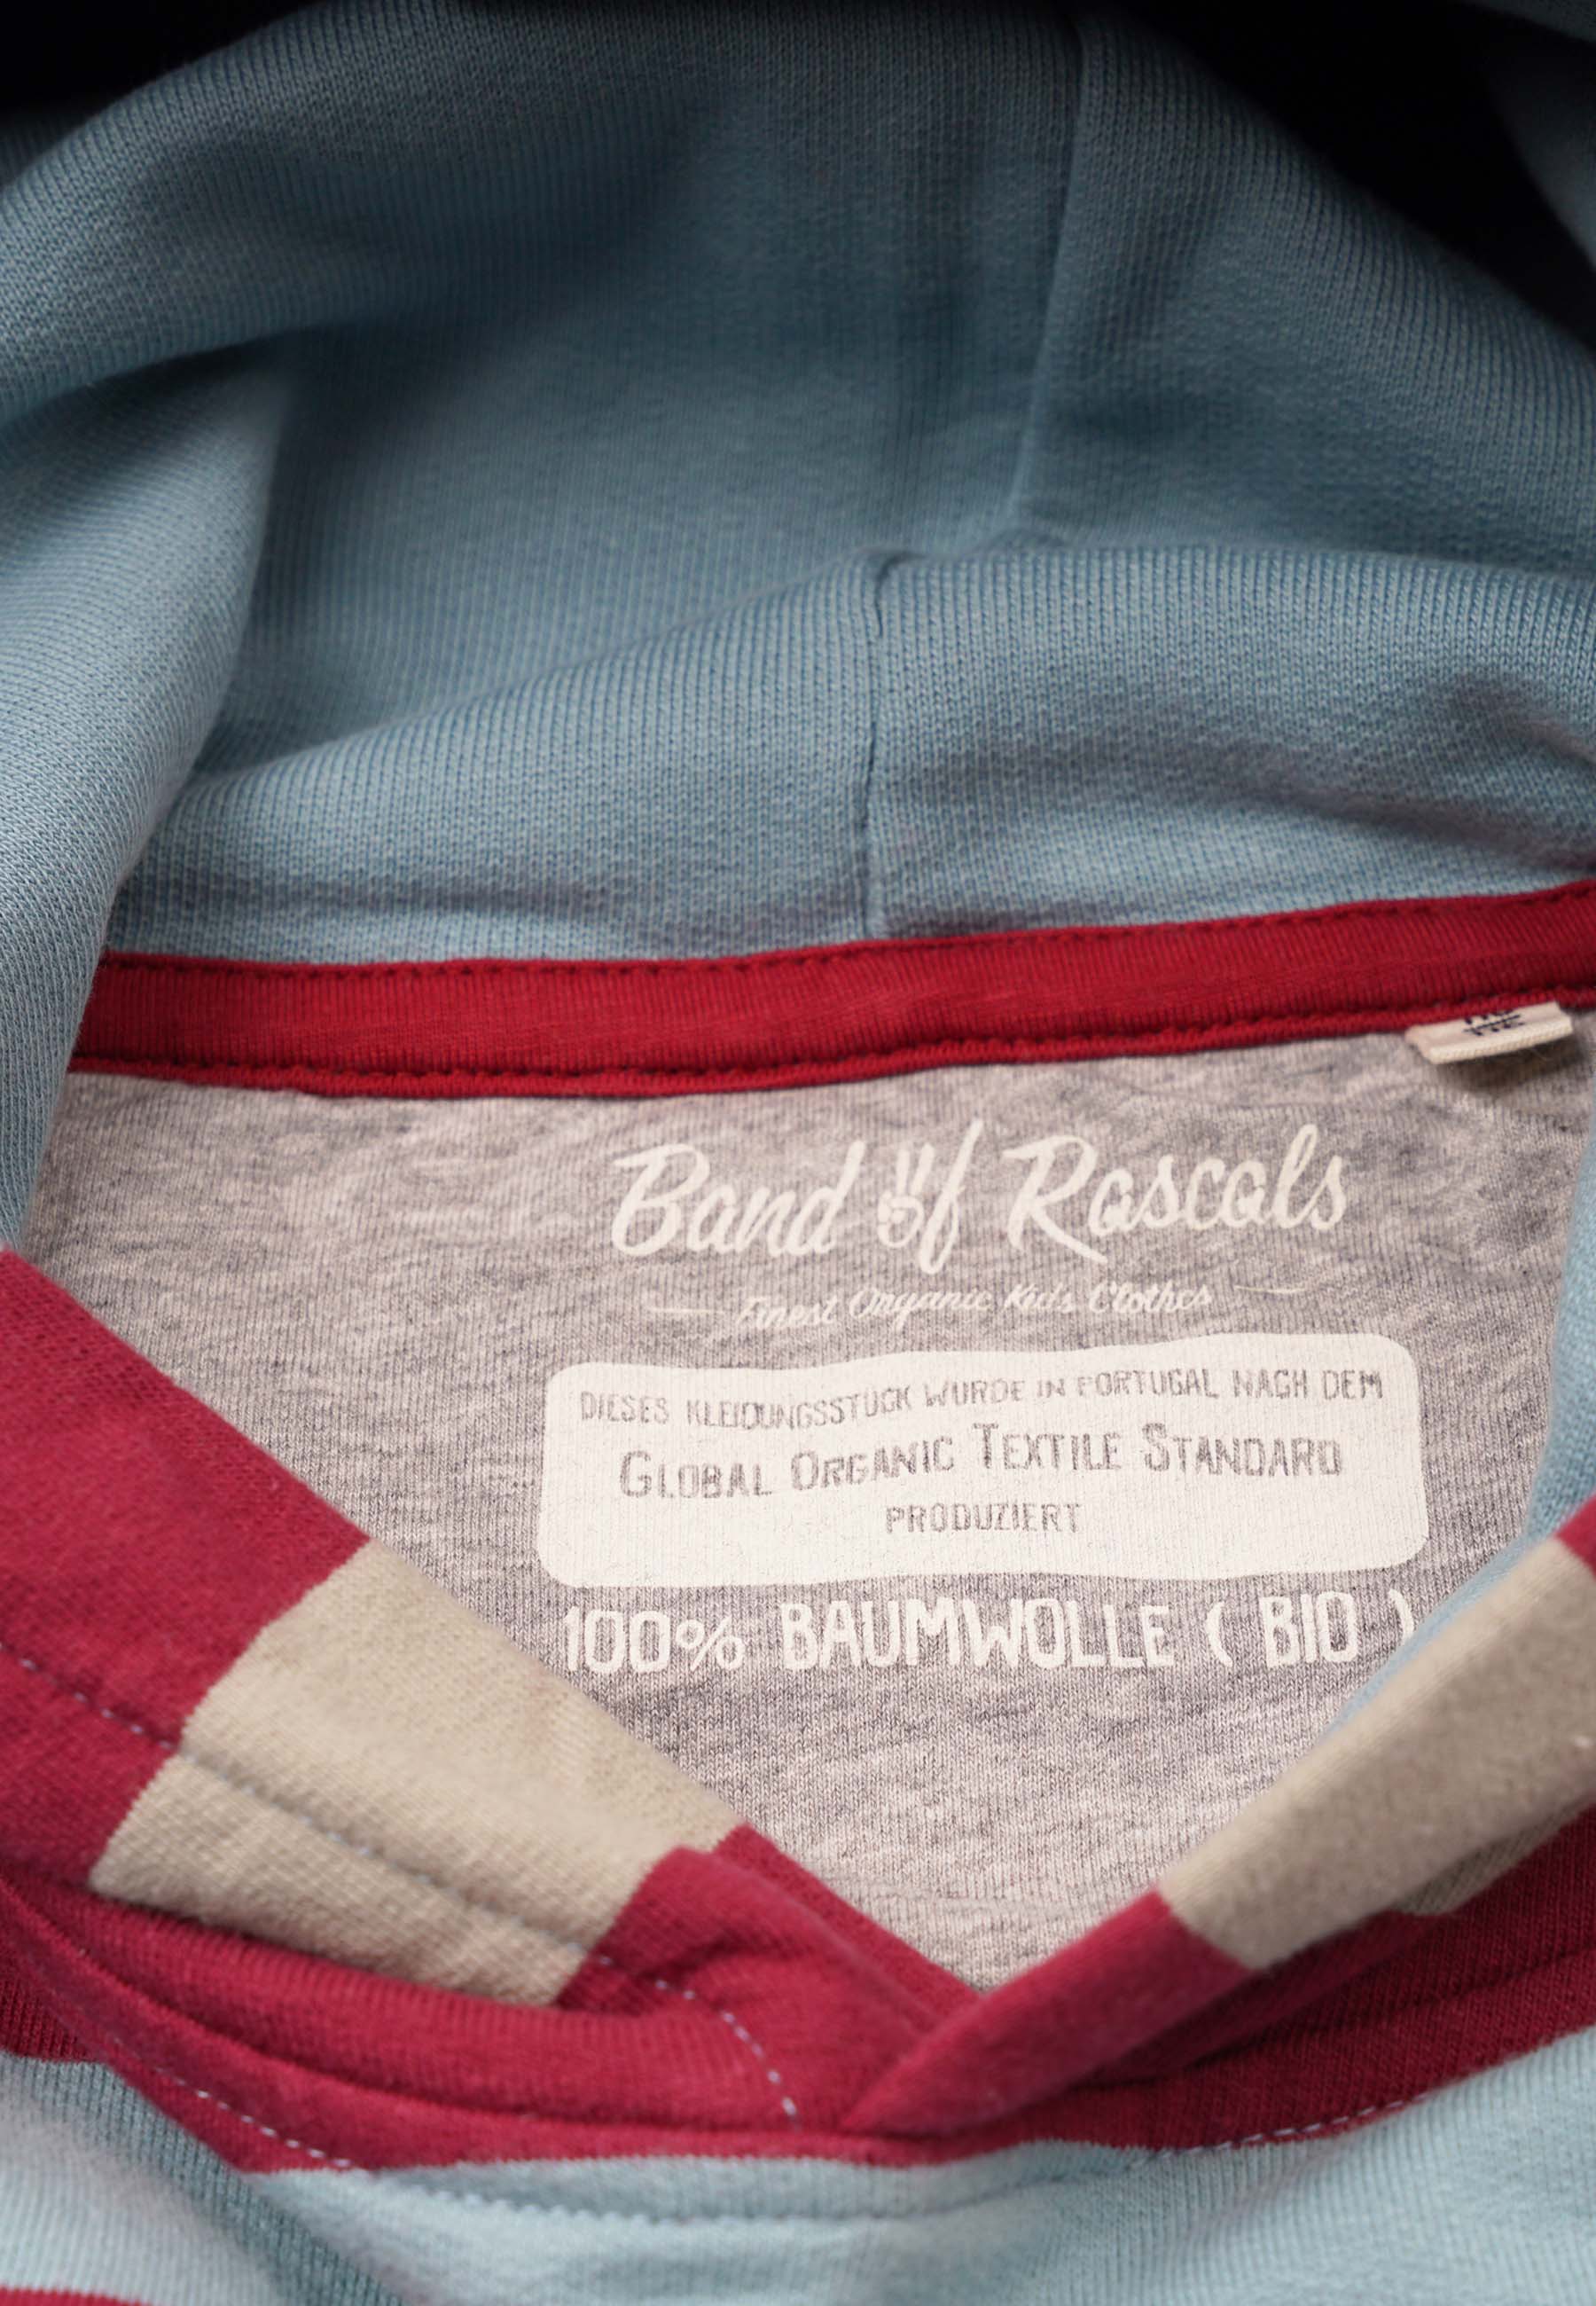 Band of Rascals
Finest Organic Kids Clothes
DIESES KLEIDUNGSSTÜCK WURDE IN PORTUGAL NACH DEM
GLOBAL ORGANIC TEXTILE STANDARD
PRODUZIERT
100% BAUMWOLLE ( BIO )